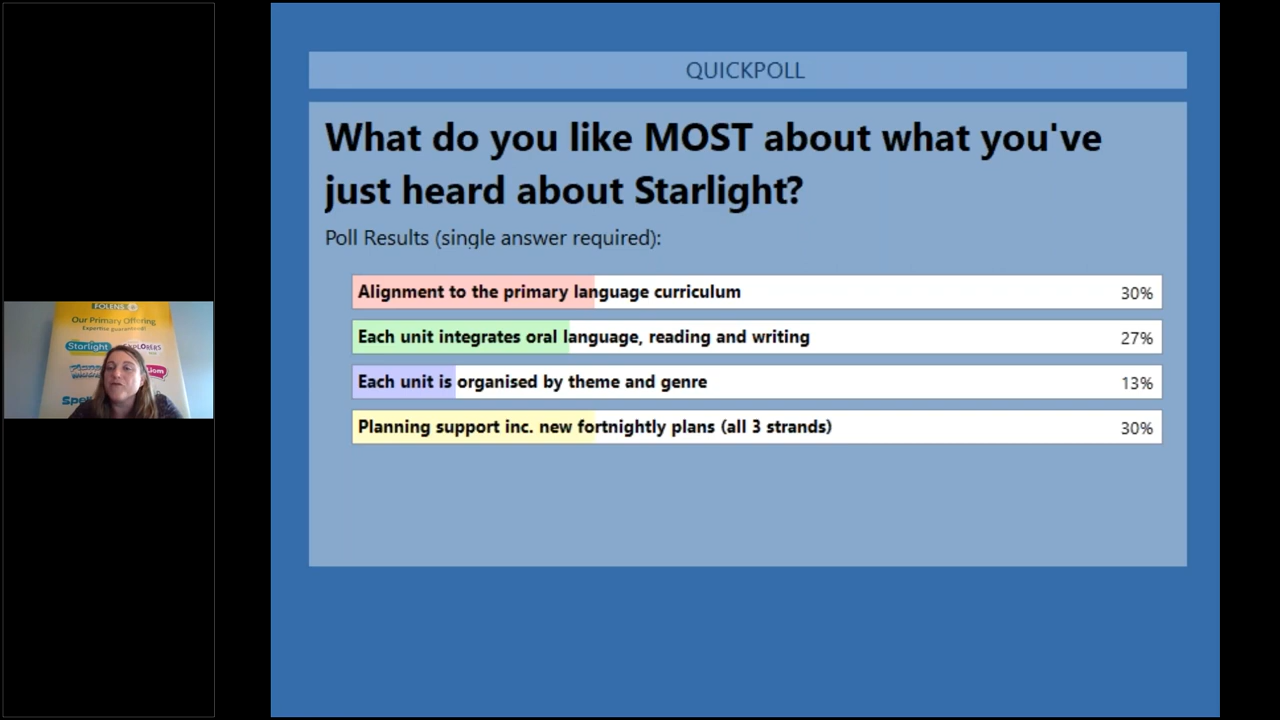 QUICKPOLL
What do you like MOST about what you've
just heard about Starlight?
Poll Results (single answer required):
Alignment to the primary language curriculum 30%
Each unit integrates oral language, reading and writing 27%
Each unit is organised by theme and genre 13%
Planning support inc. new fortnightly plans (all 3 strands) 30%
FOLENS
Our Primary Offering
Expertise guaranteed!
Starlight